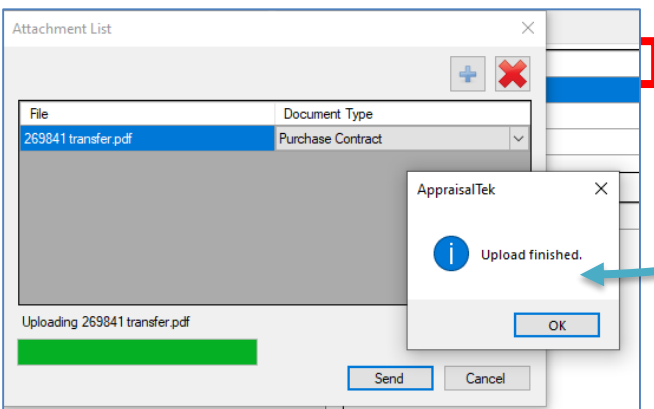 Attachment List
File Document Type
269841 transfer.pdf Purchase Contract
AppraisalTek
Upload finished.
OK
Uploading 269841 transfer.pdf
Send Cancel